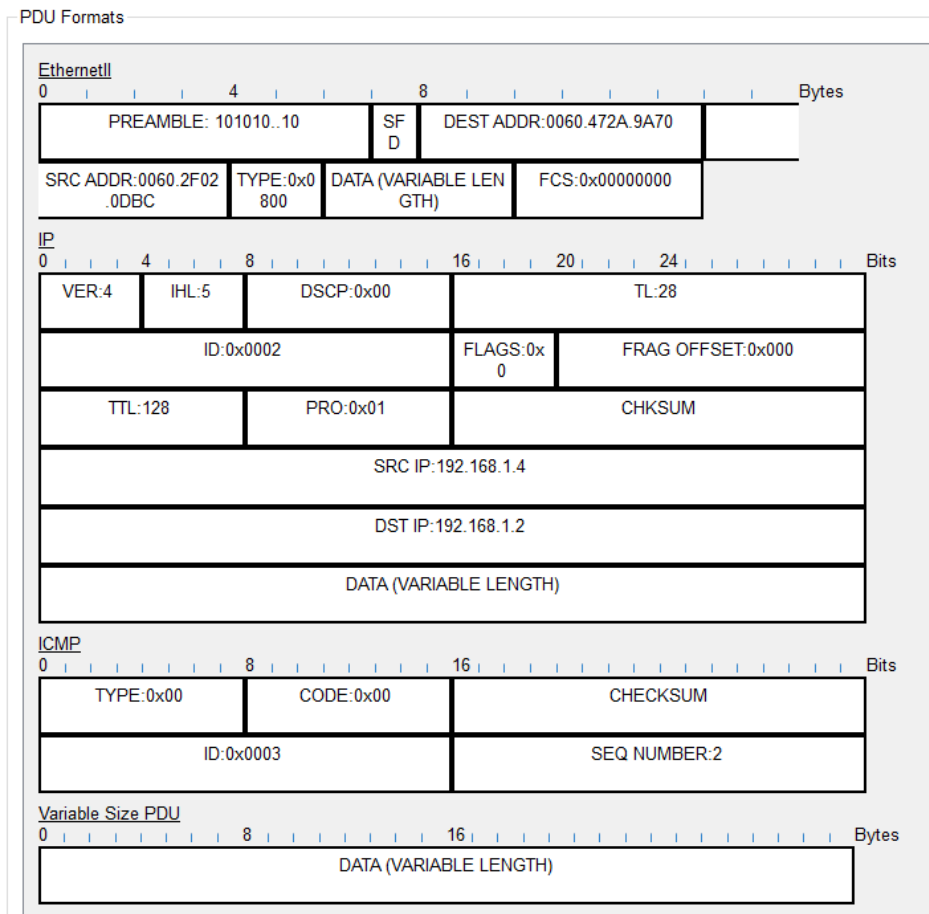 PDU Formats
EthernetII
0 4 8 Bytes
PREAMBLE: 101010..10 SF DEST ADDR:0060.472A.9A70
D
SRC ADDR:0060.2F02 TYPE:0x0 DATA (VARIABLE LEN FCS:0x00000000
.0DBC 800 GTH)
IP
0 4 8 16 20 24 Bits
VER:4 IHL:5 DSCP:0x00 TL:28
ID:0x0002 FLAGS:0x FRAG OFFSET:0x000
0
TTL:128 PRO:0x01 CHKSUM
SRC IP:192.168.1.4
DST IP:192.168.1.2
DATA (VARIABLE LENGTH)
ICMP
0 8 16 Bits
TYPE:0x00 CODE:0x00 CHECKSUM
ID:0x0003 SEQ NUMBER:2
Variable Size PDU
0 8 16 Bytes
DATA (VARIABLE LENGTH)